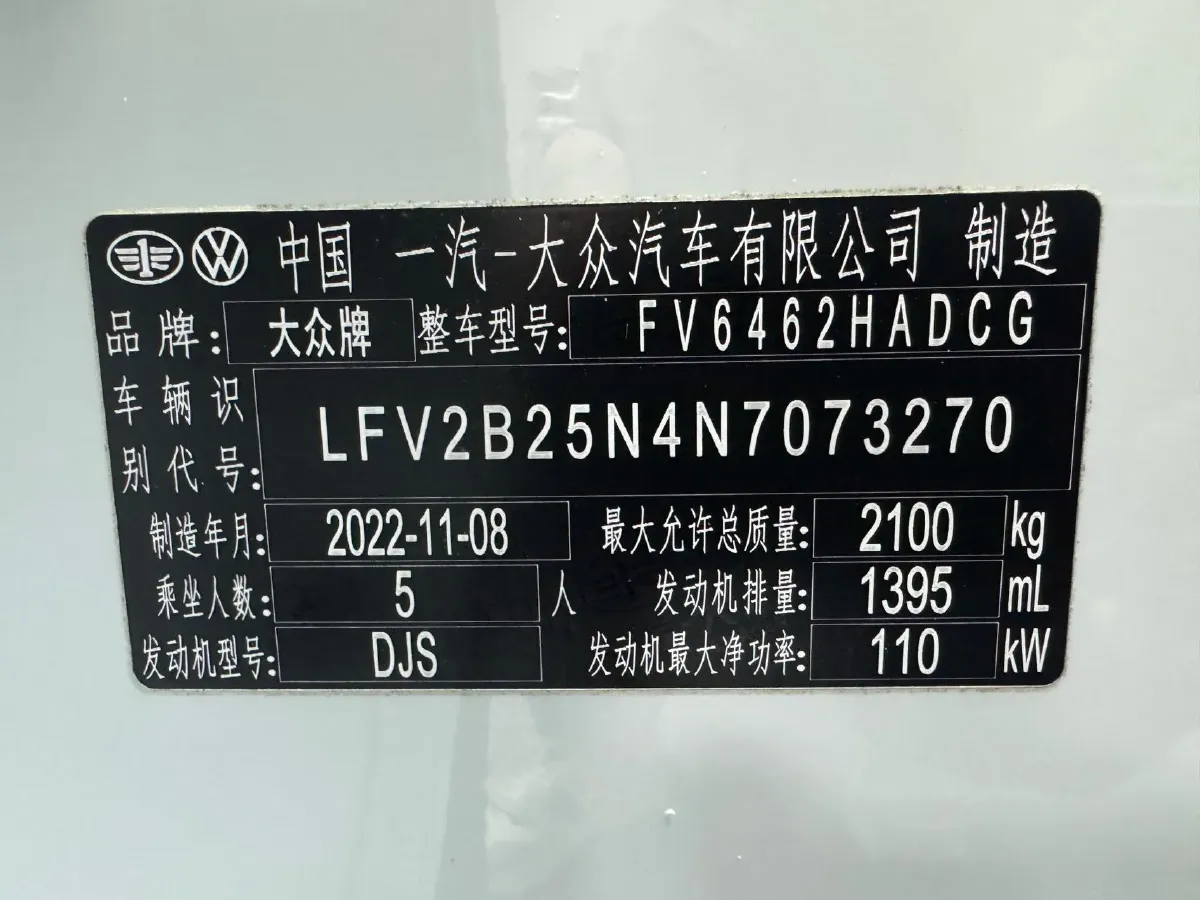 中国 一汽-大众汽车有限公司 制造
品牌: 大众牌 整车型号: FV6462HADCG
车辆识别代号: LFV2B25N4N7073270
制造年月: 2022-11-08 最大允许总质量: 2100 kg
乘坐人数: 5 人 发动机排量: 1395 mL
发动机型号: DJS 发动机最大净功率: 110 kW